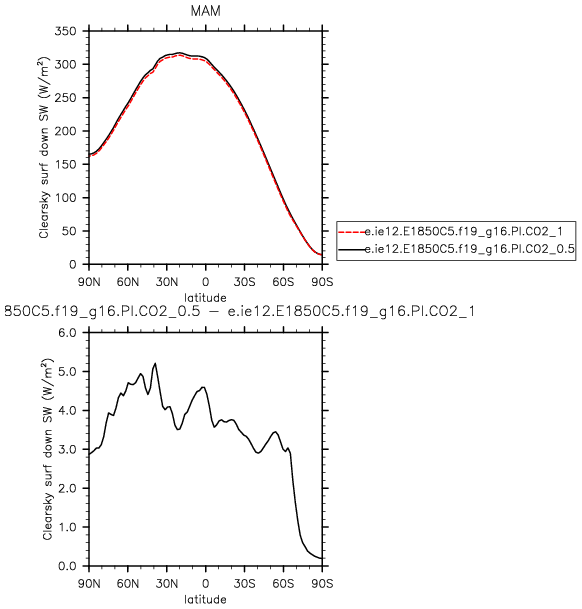 MAM
Clearsky surf down SW (W/m²)
350
300
250
200
150
100
50
0
90N 60N 30N 0 30S 60S 90S
latitude
e.ie12.E1850C5.f19_g16.PI.CO2_1
e.ie12.E1850C5.f19_g16.PI.CO2_0.5
850C5.f19_g16.PI.CO2_0.5 – e.ie12.E1850C5.f19_g16.PI.CO2_1
Clearsky surf down SW (W/m²)
6.0
5.0
4.0
3.0
2.0
1.0
0.0
90N 60N 30N 0 30S 60S 90S
latitude